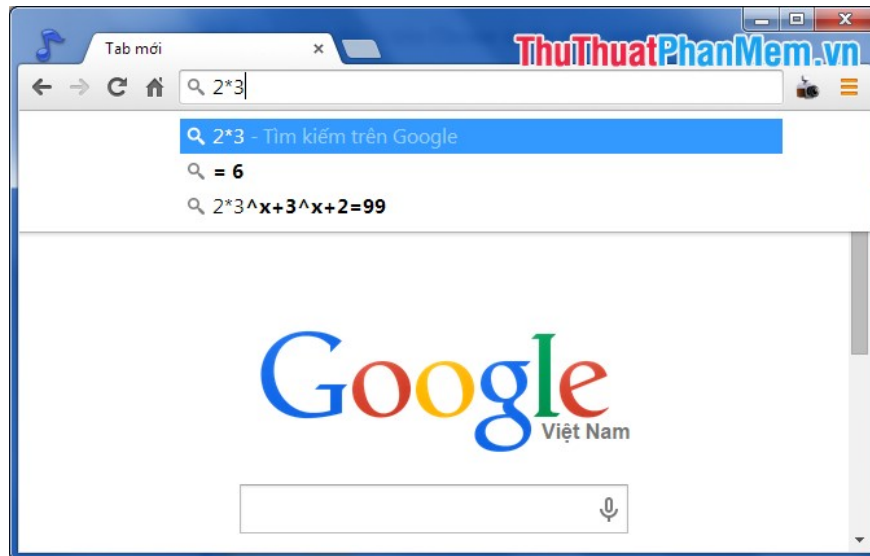 Tab mới
ThuThuatPhanMem.vn
2*3
2*3 - Tìm kiếm trên Google
= 6
2*3^x+3^x+2=99
Google
Việt Nam